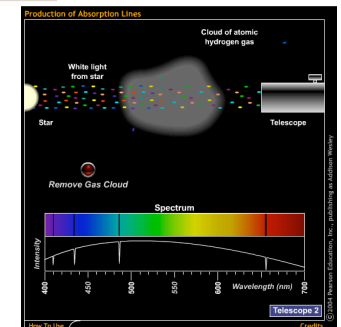 Production of Absorption Lines
Cloud of atomic
hydrogen gas
White light
from star
Star
Telescope
Remove Gas Cloud
Spectrum
Intensity
400
450
500
550
600
650
700
Wavelength (nm)
Telescope 2
How To Use
Credits
©2004 Pearson Education, Inc., publishing as Addison Wesley